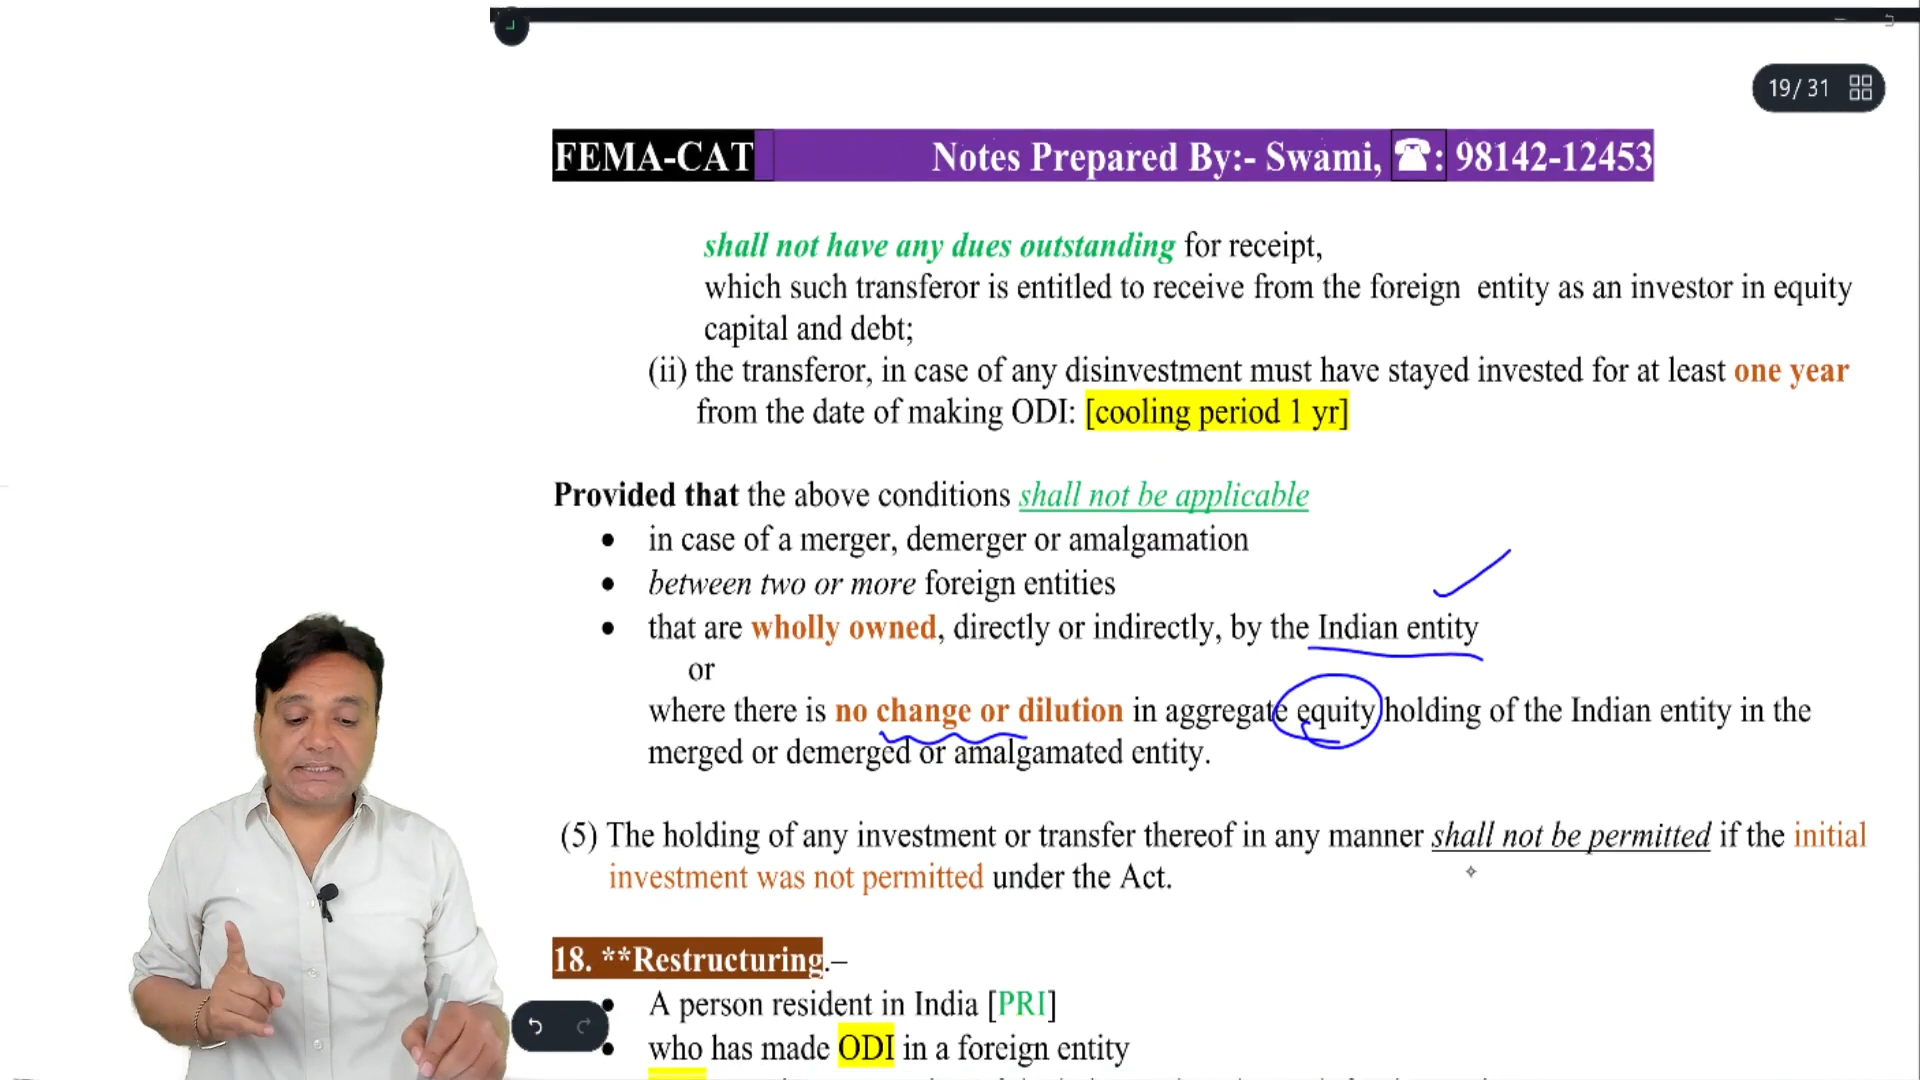 19/ 31
FEMA-CAT Notes Prepared By:- Swami, ☎: 98142-12453
shall not have any dues outstanding for receipt,
which such transferor is entitled to receive from the foreign entity as an investor in equity
capital and debt;
(ii) the transferor, in case of any disinvestment must have stayed invested for at least one year
from the date of making ODI: [cooling period 1 yr]
Provided that the above conditions shall not be applicable
• in case of a merger, demerger or amalgamation
• between two or more foreign entities
• that are wholly owned, directly or indirectly, by the Indian entity
or
where there is no change or dilution in aggregate equity holding of the Indian entity in the
merged or demerged or amalgamated entity.
(5) The holding of any investment or transfer thereof in any manner shall not be permitted if the initial
investment was not permitted under the Act.
18. **Restructuring.–
• A person resident in India [PRI]
• who has made ODI in a foreign entity